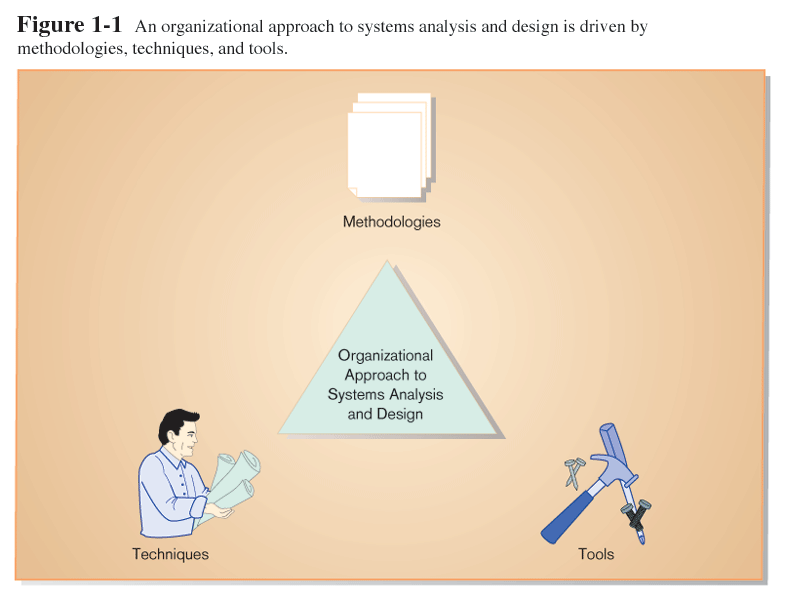 Figure 1-1 An organizational approach to systems analysis and design is driven by
methodologies, techniques, and tools.
Methodologies
Organizational
Approach to
Systems Analysis
and Design
Techniques
Tools